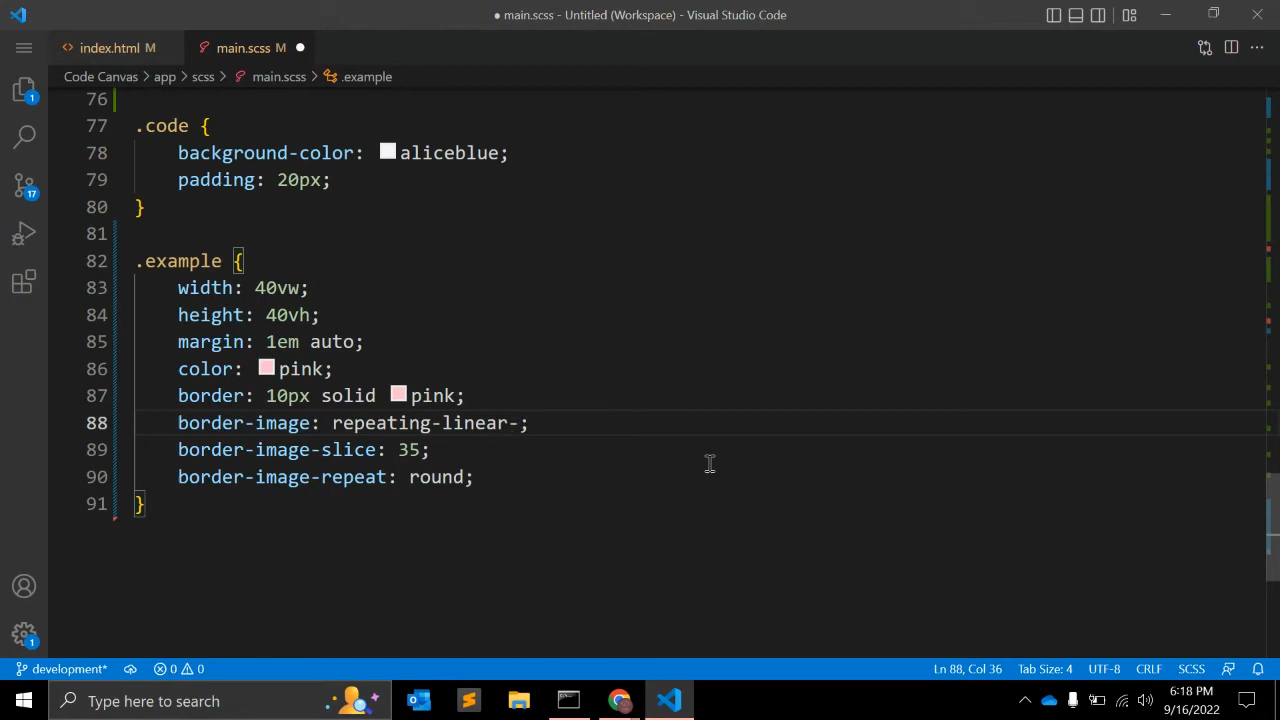 ● main.scss - Untitled (Workspace) - Visual Studio Code
index.html M
main.scss M ●
Code Canvas > app > scss > main.scss > .example
76
77 .code {
78 background-color: aliceblue;
79 padding: 20px;
80 }
81
82 .example {
83 width: 40vw;
84 height: 40vh;
85 margin: 1em auto;
86 color: pink;
87 border: 10px solid pink;
88 border-image: repeating-linear-;
89 border-image-slice: 35;
90 border-image-repeat: round;
91 }
1
17
1
development* 0 0 Ln 88, Col 36 Tab Size: 4 UTF-8 CRLF SCSS
Type here to search
6:18 PM
9/16/2022